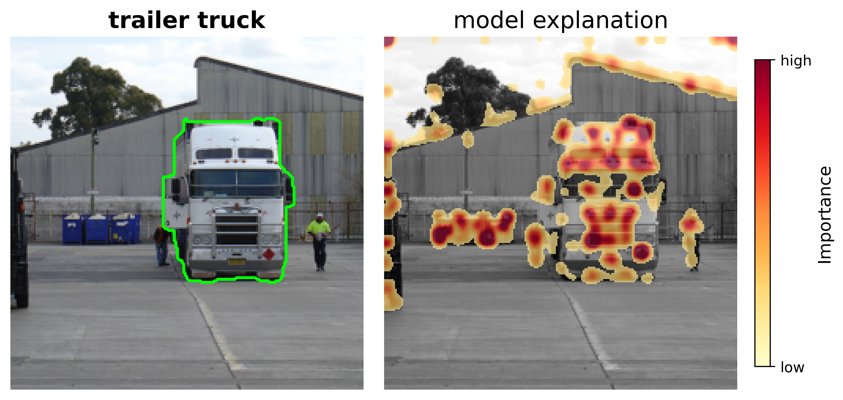 trailer truck
model explanation
high
Importance
low